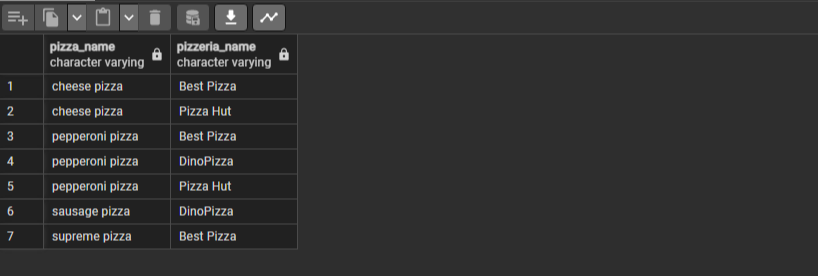 pizza_name pizzeria_name
character varying character varying
1 cheese pizza Best Pizza
2 cheese pizza Pizza Hut
3 pepperoni pizza Best Pizza
4 pepperoni pizza DinoPizza
5 pepperoni pizza Pizza Hut
6 sausage pizza DinoPizza
7 supreme pizza Best Pizza